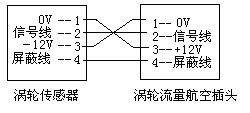 0V --1
信号线 --2
-12V --3
屏蔽线 --4
1-- 0V
2--信号线
3--+12V
4--屏蔽线
涡轮传感器
涡轮流量航空插头